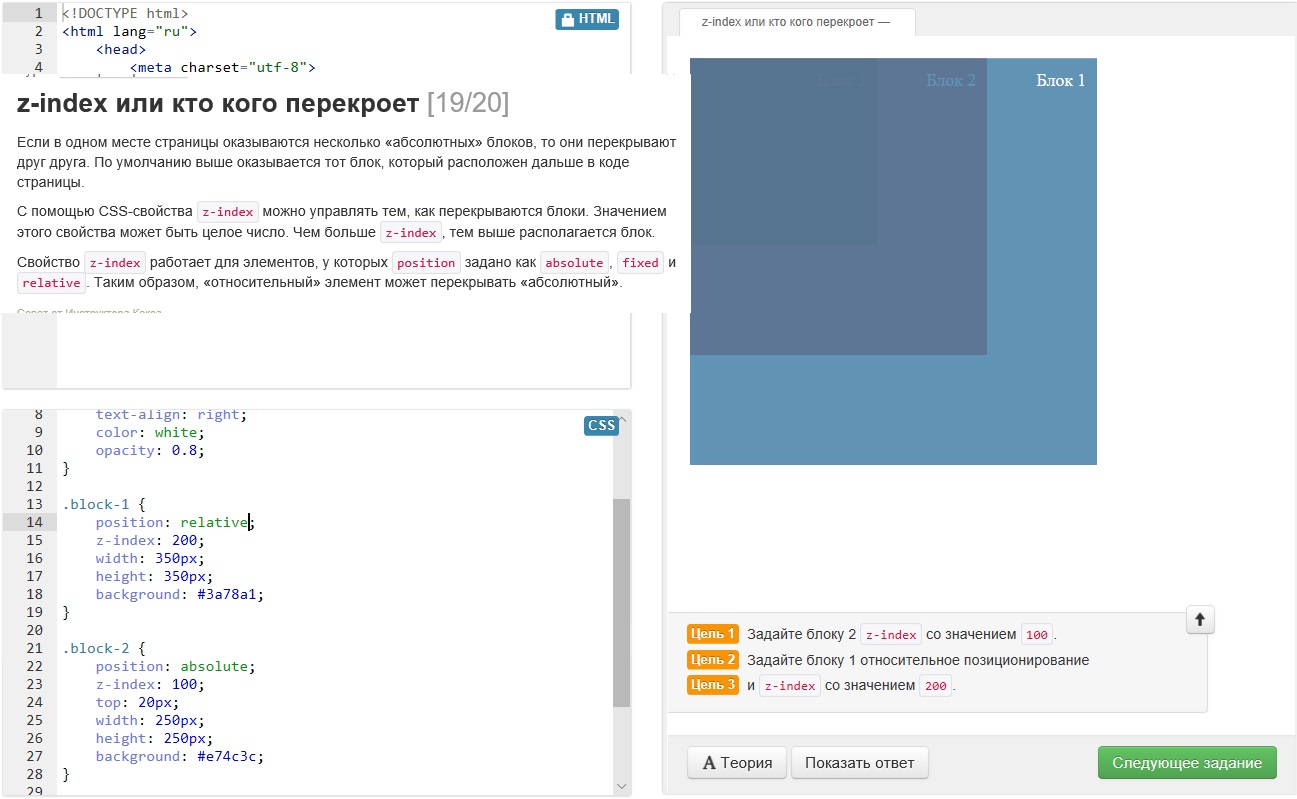 1 <!DOCTYPE html>
HTML
2 <html lang="ru">
3 <head>
4 <meta charset="utf-8">
z-index или кто кого перекроет [19/20]
Если в одном месте страницы оказываются несколько «абсолютных» блоков, то они перекрывают
друг друга. По умолчанию выше оказывается тот блок, который расположен дальше в коде
страницы.
С помощью CSS-свойства z-index можно управлять тем, как перекрываются блоки. Значением
этого свойства может быть целое число. Чем больше z-index, тем выше располагается блок.
Свойство z-index работает для элементов, у которых position задано как absolute, fixed и
relative. Таким образом, «относительный» элемент может перекрывать «абсолютный».
8 text-align: right;
CSS
9 color: white;
10 opacity: 0.8;
11 }
12
13 .block-1 {
14 position: relative;
15 z-index: 200;
16 width: 350px;
17 height: 350px;
18 background: #3a78a1;
19 }
20
21 .block-2 {
22 position: absolute;
23 z-index: 100;
24 top: 20px;
25 width: 250px;
26 height: 250px;
27 background: #e74c3c;
28 }
29
z-index или кто кого перекроет —
Блок 3 Блок 2 Блок 1
Цель 1 Задайте блоку 2 z-index со значением 100.
Цель 2 Задайте блоку 1 относительное позиционирование
Цель 3 и z-index со значением 200.
А Теория Показать ответ Следующее задание